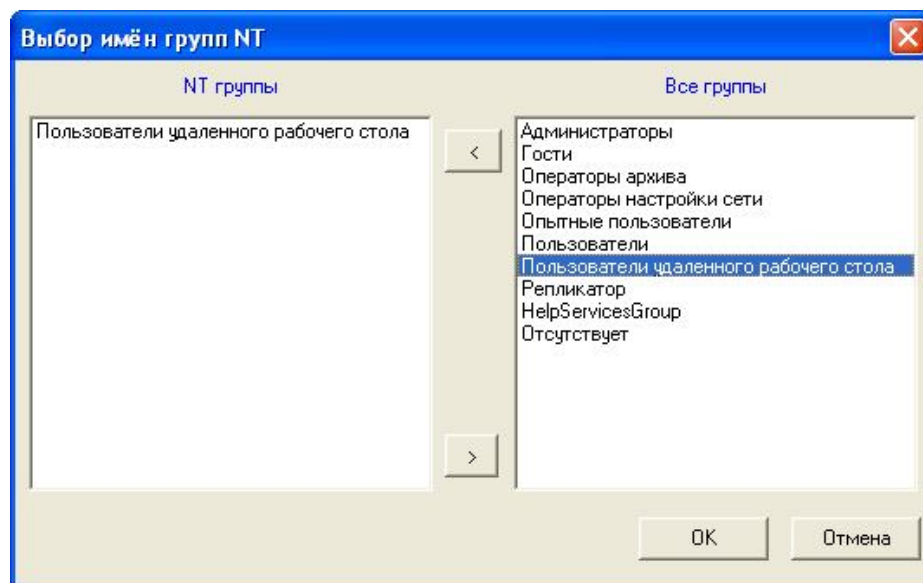 Выбор имён групп NT
NT группы
Все группы
Пользователи удаленного рабочего стола
<
>
Администраторы
Гости
Операторы архива
Операторы настройки сети
Опытные пользователи
Пользователи
Пользователи удаленного рабочего стола
Репликатор
HelpServicesGroup
Отсутствует
OK
Отмена